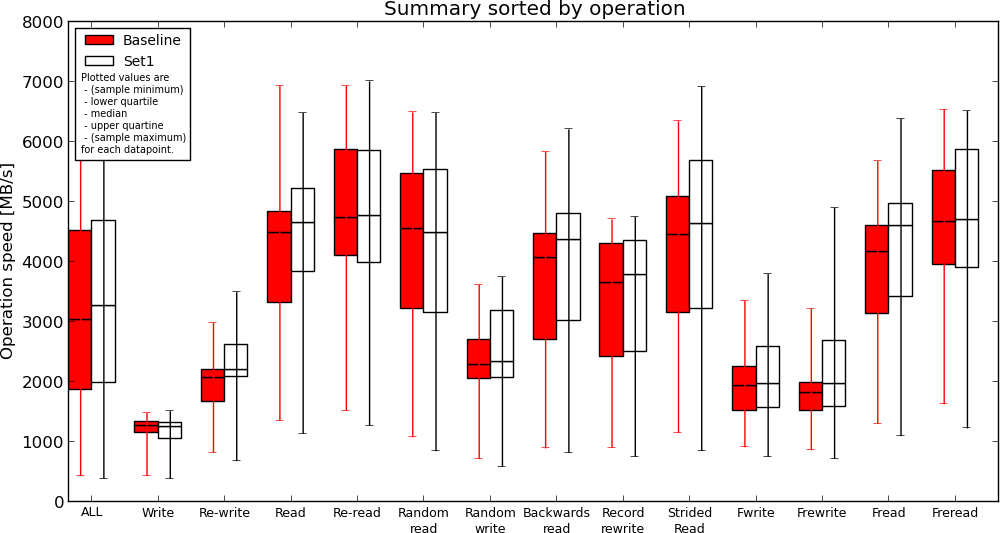 Summary sorted by operation
8000
7000
6000
5000
4000
3000
2000
1000
0
Operation speed [MB/s]
Baseline
Set1
Plotted values are
- (sample minimum)
- lower quartile
- median
- upper quartine
- (sample maximum)
for each datapoint.
ALL
Write
Re-write
Read
Re-read
Random
read
Random
write
Backwards
read
Record
rewrite
Strided
Read
Fwrite
Frewrite
Fread
Freread